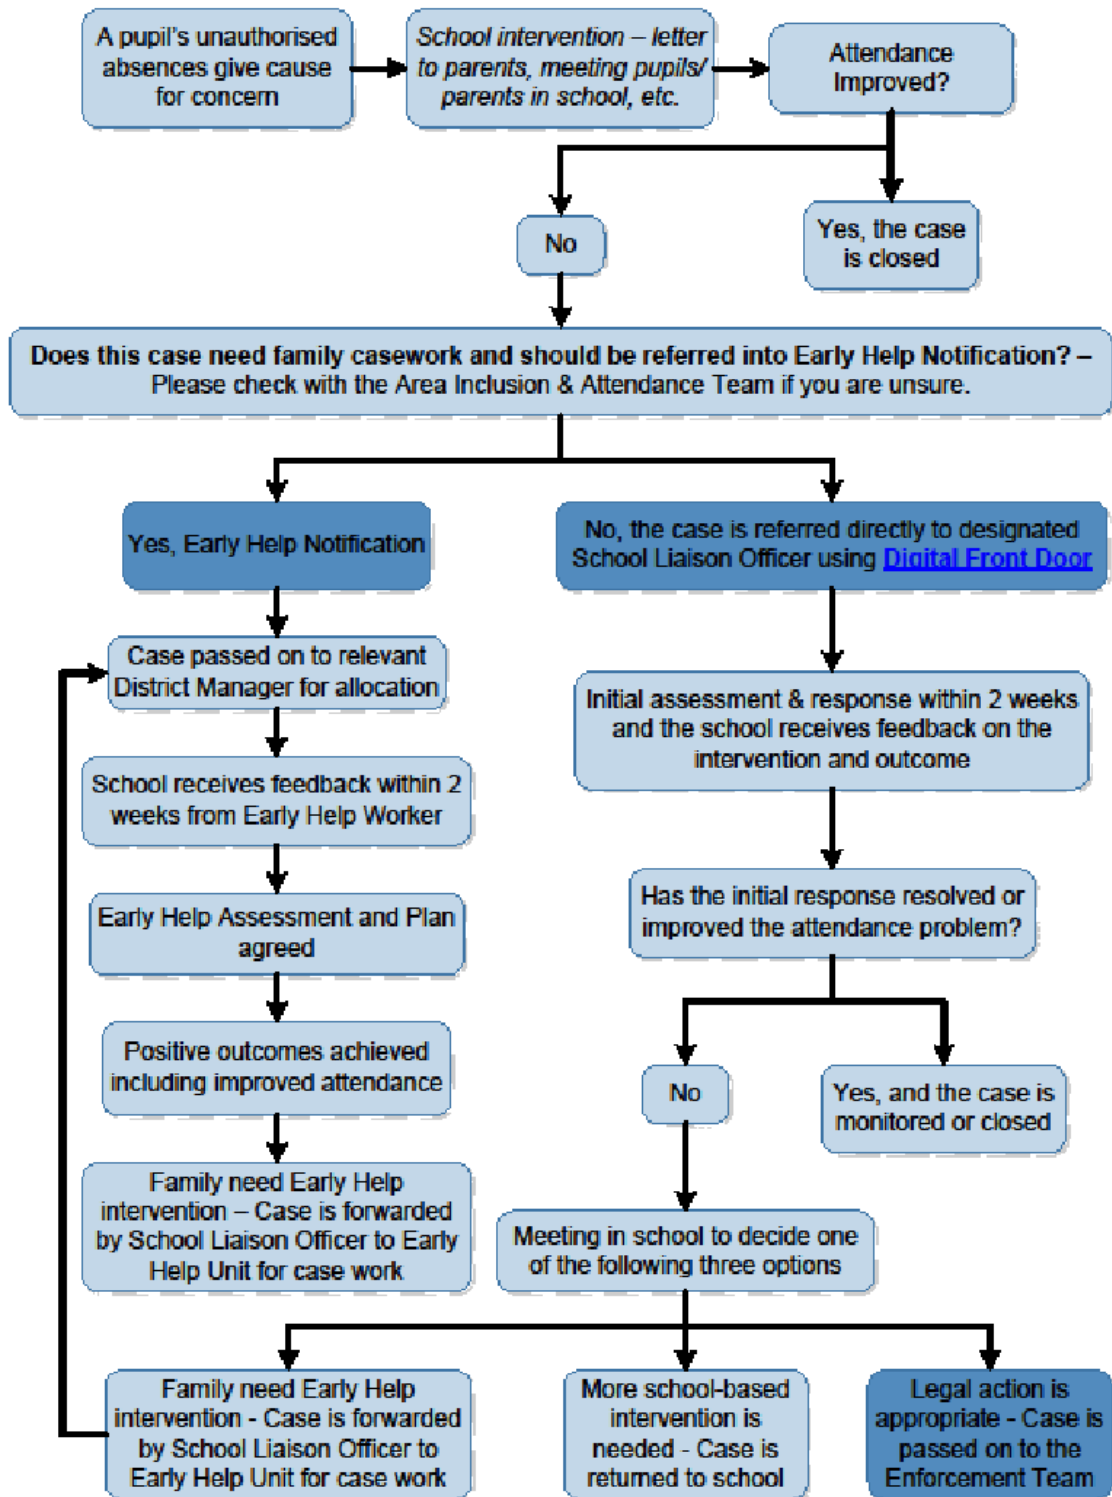 A pupil's unauthorised
absences give cause
for concern
School intervention – letter
to parents, meeting pupils/
parents in school, etc.
Attendance
Improved?
No
Yes, the case
is closed
Does this case need family casework and should be referred into Early Help Notification? –
Please check with the Area Inclusion & Attendance Team if you are unsure.
Yes, Early Help Notification
No, the case is referred directly to designated
School Liaison Officer using Digital Front Door
Case passed on to relevant
District Manager for allocation
Initial assessment & response within 2 weeks
and the school receives feedback on the
intervention and outcome
School receives feedback within 2
weeks from Early Help Worker
Has the initial response resolved or
improved the attendance problem?
Early Help Assessment and Plan
agreed
Positive outcomes achieved
including improved attendance
No
Yes, and the case is
monitored or closed
Family need Early Help
intervention – Case is forwarded
by School Liaison Officer to Early
Help Unit for case work
Meeting in school to decide one
of the following three options
Family need Early Help
intervention - Case is forwarded
by School Liaison Officer to
Early Help Unit for case work
More school-based
intervention is
needed - Case is
returned to school
Legal action is
appropriate - Case is
passed on to the
Enforcement Team